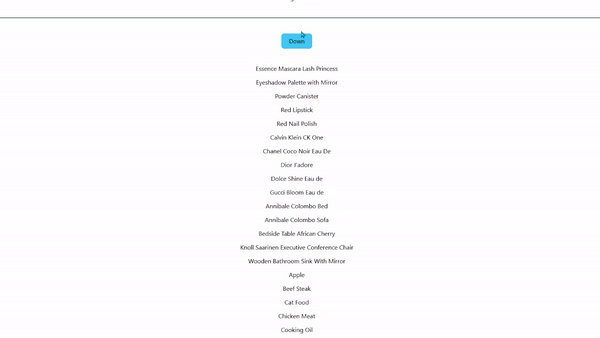 Down
Essence Mascara Lash Princess
Eyeshadow Palette with Mirror
Powder Canister
Red Lipstick
Red Nail Polish
Calvin Klein CK One
Chanel Coco Noir Eau De
Dior J'adore
Dolce Shine Eau de
Gucci Bloom Eau de
Annibale Colombo Bed
Annibale Colombo Sofa
Bedside Table African Cherry
Knoll Saarinen Executive Conference Chair
Wooden Bathroom Sink With Mirror
Apple
Beef Steak
Cat Food
Chicken Meat
Cooking Oil